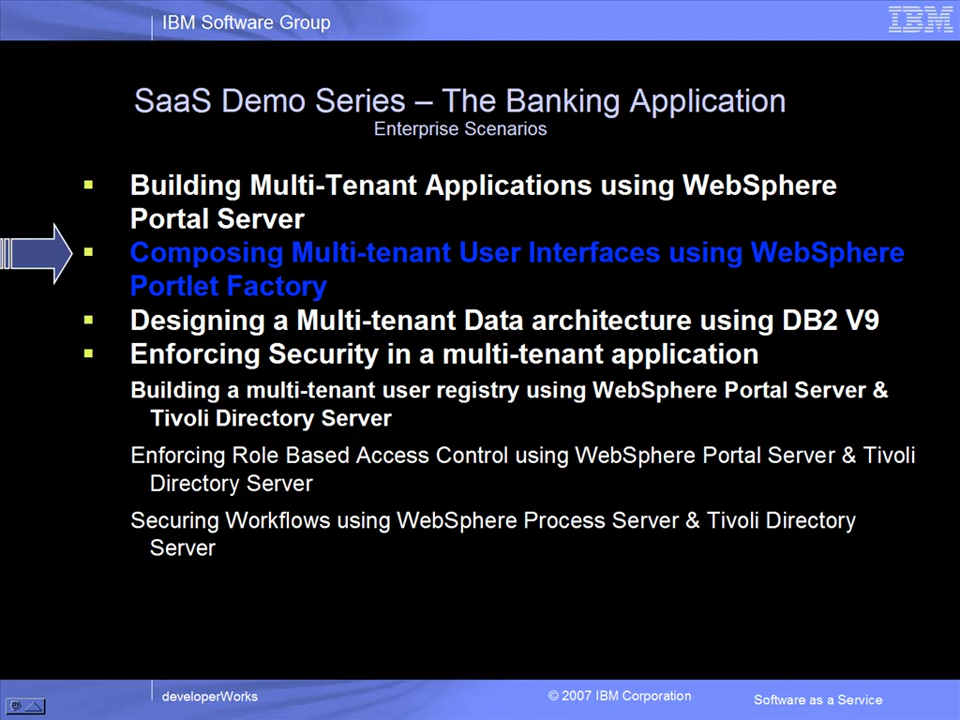 IBM Software Group
IBM
SaaS Demo Series – The Banking Application
Enterprise Scenarios
Building Multi-Tenant Applications using WebSphere
Portal Server
Composing Multi-tenant User Interfaces using WebSphere
Portlet Factory
Designing a Multi-tenant Data architecture using DB2 V9
Enforcing Security in a multi-tenant application
Building a multi-tenant user registry using WebSphere Portal Server &
Tivoli Directory Server
Enforcing Role Based Access Control using WebSphere Portal Server & Tivoli
Directory Server
Securing Workflows using WebSphere Process Server & Tivoli Directory
Server
developerWorks
© 2007 IBM Corporation
Software as a Service